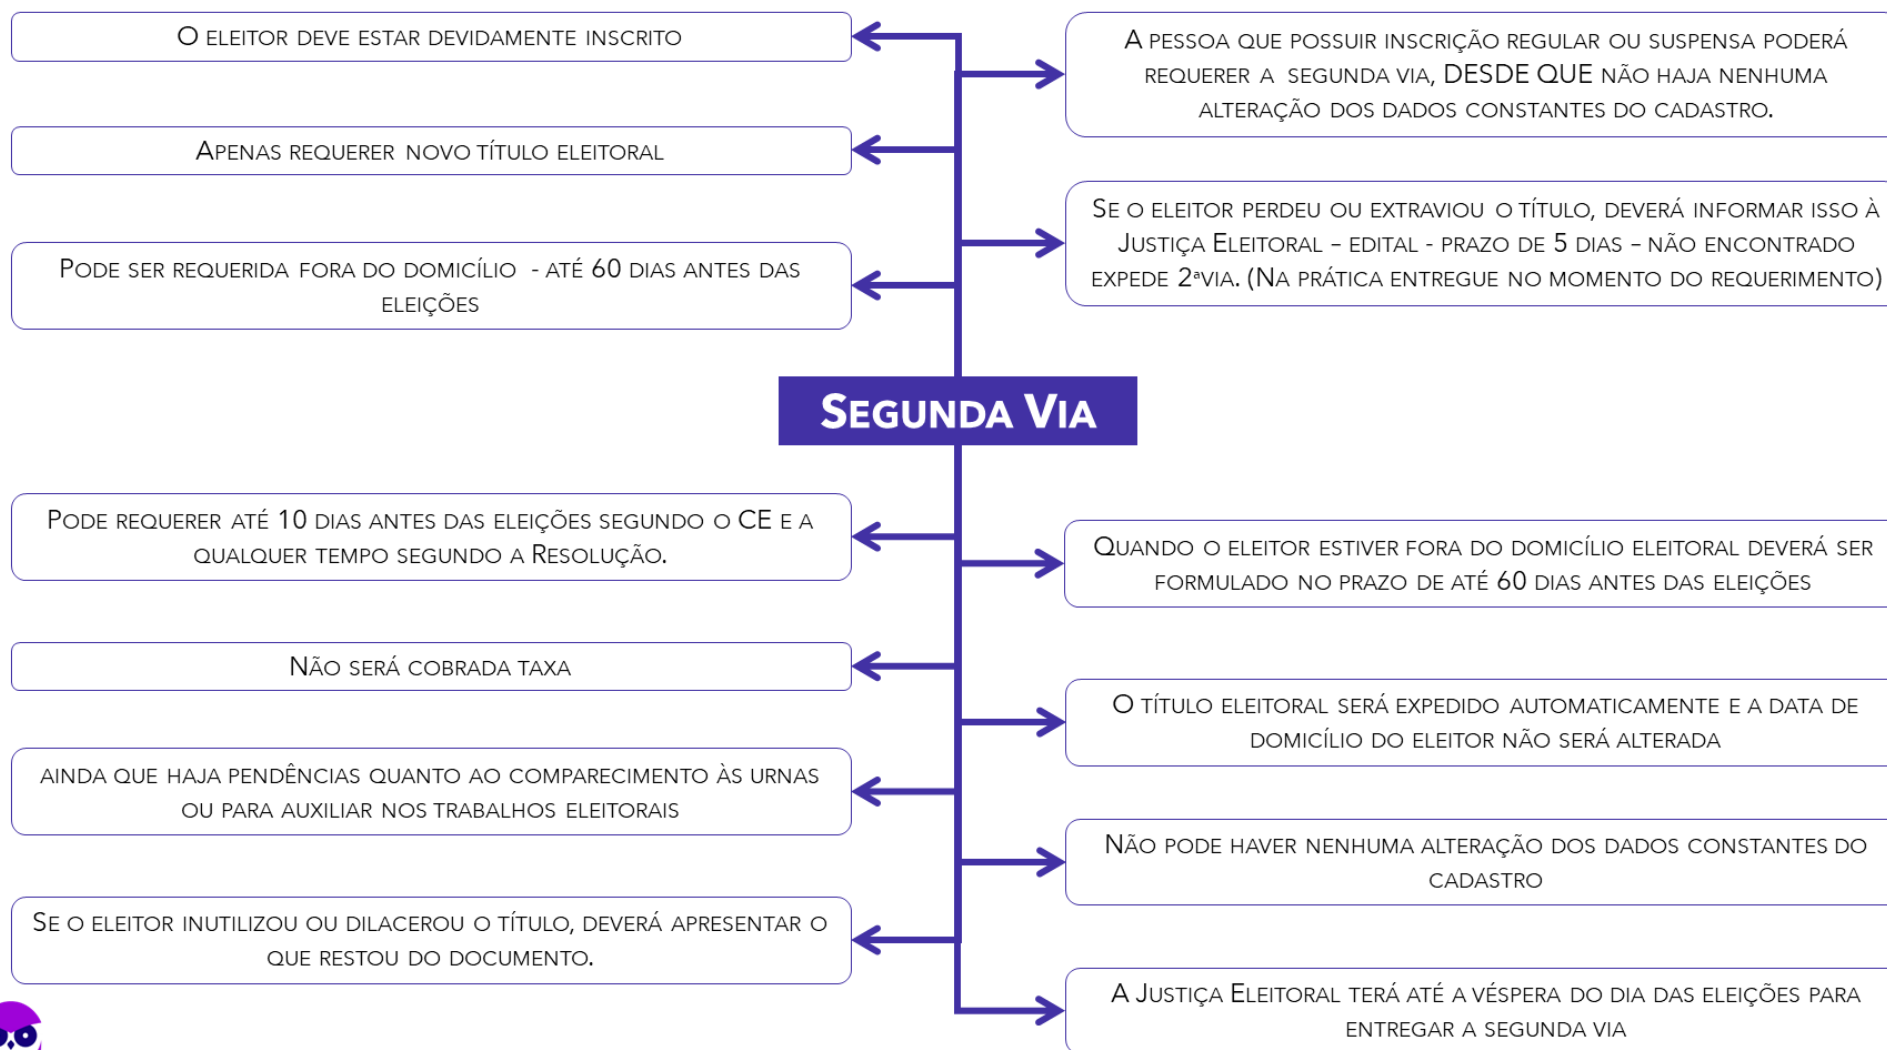 O ELEITOR DEVE ESTAR DEVIDAMENTE INSCRITO
APENAS REQUERER NOVO TÍTULO ELEITORAL
PODE SER REQUERIDA FORA DO DOMICÍLIO - ATÉ 60 DIAS ANTES DAS
ELEIÇÕES
A PESSOA QUE POSSUIR INSCRIÇÃO REGULAR OU SUSPENSA PODERÁ
REQUERER A SEGUNDA VIA, DESDE QUE NÃO HAJA NENHUMA
ALTERAÇÃO DOS DADOS CONSTANTES DO CADASTRO.
SE O ELEITOR PERDEU OU EXTRAVIOU O TÍTULO, DEVERÁ INFORMAR ISSO À
JUSTIÇA ELEITORAL – EDITAL - PRAZO DE 5 DIAS – NÃO ENCONTRADO
EXPEDE 2ªVIA. (NA PRÁTICA ENTREGUE NO MOMENTO DO REQUERIMENTO)
SEGUNDA VIA
PODE REQUERER ATÉ 10 DIAS ANTES DAS ELEIÇÕES SEGUNDO O CE E A
QUALQUER TEMPO SEGUNDO A RESOLUÇÃO.
NÃO SERÁ COBRADA TAXA
AINDA QUE HAJA PENDÊNCIAS QUANTO AO COMPARECIMENTO ÀS URNAS
OU PARA AUXILIAR NOS TRABALHOS ELEITORAIS
SE O ELEITOR INUTILIZOU OU DILACEROU O TÍTULO, DEVERÁ APRESENTAR O
QUE RESTOU DO DOCUMENTO.
QUANDO O ELEITOR ESTIVER FORA DO DOMICÍLIO ELEITORAL DEVERÁ SER
FORMULADO NO PRAZO DE ATÉ 60 DIAS ANTES DAS ELEIÇÕES
O TÍTULO ELEITORAL SERÁ EXPEDIDO AUTOMATICAMENTE E A DATA DE
DOMICÍLIO DO ELEITOR NÃO SERÁ ALTERADA
NÃO PODE HAVER NENHUMA ALTERAÇÃO DOS DADOS CONSTANTES DO
CADASTRO
A JUSTIÇA ELEITORAL TERÁ ATÉ A VÉSPERA DO DIA DAS ELEIÇÕES PARA
ENTREGAR A SEGUNDA VIA